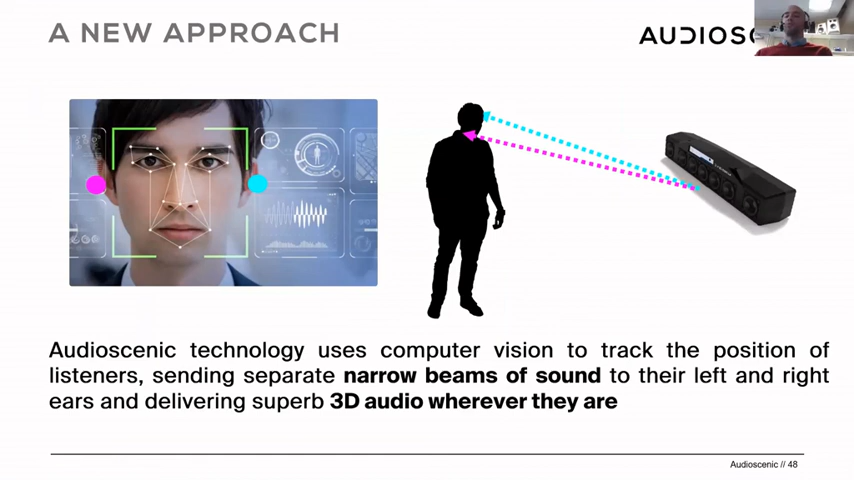 A NEW APPROACH
Audioscenic technology uses computer vision to track the position of
listeners, sending separate narrow beams of sound to their left and right
ears and delivering superb 3D audio wherever they are
Audioscenic // 48